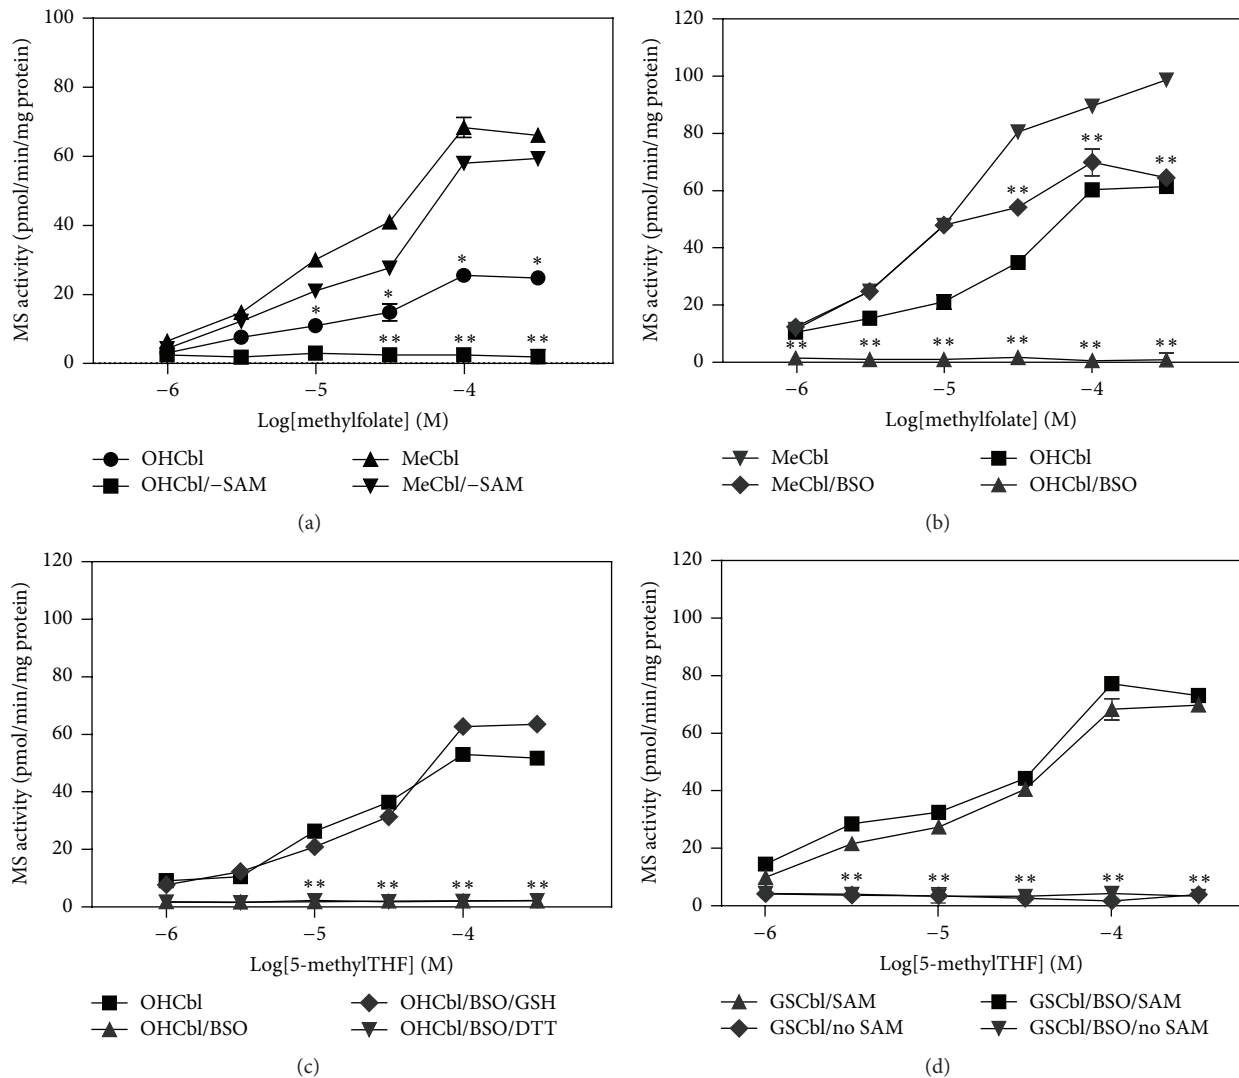 100
80
60
40
20
0
MS activity (pmol/min/mg protein)
* * * *
** ** **
−6 −5 −4
Log[methylfolate] (M)
OHCbl MeCbl
OHCbl/−SAM MeCbl/−SAM
(a)
120
100
80
60
40
20
0
MS activity (pmol/min/mg protein)
** ** **
** ** ** ** ** **
−6 −5 −4
Log[methylfolate] (M)
MeCbl OHCbl
MeCbl/BSO OHCbl/BSO
(b)
120
100
80
60
40
20
0
MS activity (pmol/min/mg protein)
** ** ** **
−6 −5 −4
Log[5-methylTHF] (M)
OHCbl OHCbl/BSO/GSH
OHCbl/BSO OHCbl/BSO/DTT
(c)
120
100
80
60
40
20
0
MS activity (pmol/min/mg protein)
** ** ** ** **
−6 −5 −4
Log[5-methylTHF] (M)
GSCbl/SAM GSCbl/BSO/SAM
GSCbl/no SAM GSCbl/BSO/no SAM
(d)